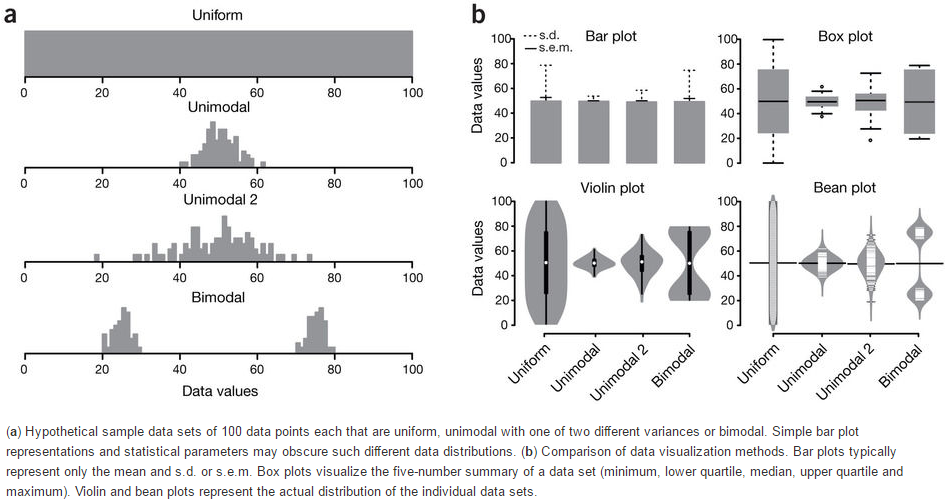 a
Uniform
0 20 40 60 80 100
Unimodal
0 20 40 60 80 100
Unimodal 2
0 20 40 60 80 100
Bimodal
0 20 40 60 80 100
Data values
b
s.d.
s.e.m.
Bar plot
Data values
100
80
60
40
20
0
Box plot
100
80
60
40
20
0
Violin plot
Data values
100
80
60
40
20
0
Uniform
Unimodal
Unimodal 2
Bimodal
Bean plot
100
80
60
40
20
0
Uniform
Unimodal
Unimodal 2
Bimodal
(a) Hypothetical sample data sets of 100 data points each that are uniform, unimodal with one of two different variances or bimodal. Simple bar plot
representations and statistical parameters may obscure such different data distributions. (b) Comparison of data visualization methods. Bar plots typically
represent only the mean and s.d. or s.e.m. Box plots visualize the five-number summary of a data set (minimum, lower quartile, median, upper quartile and
maximum). Violin and bean plots represent the actual distribution of the individual data sets.